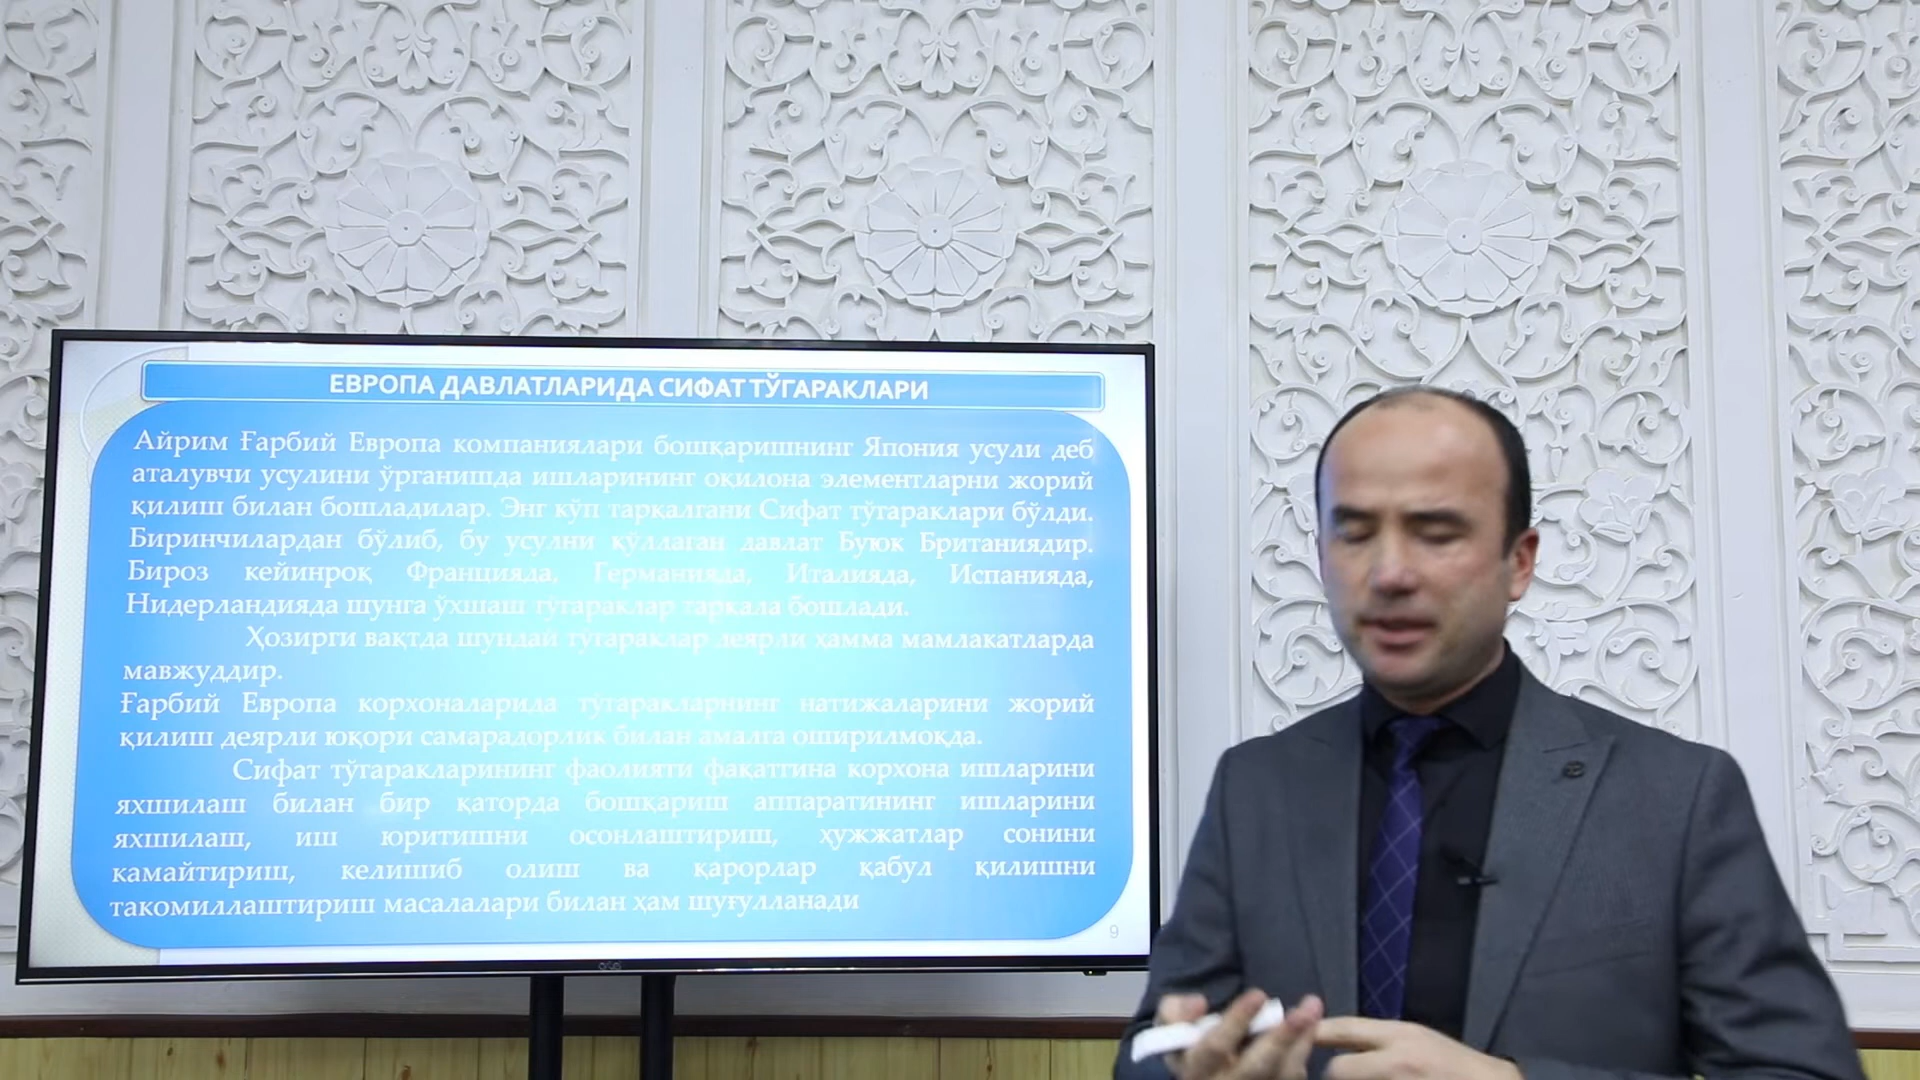 ЕВРОПА ДАВЛАТЛАРИДА СИФАТ ТЎГАРАКЛАРИ
Айрим Ғарбий Европа компаниялари бошқаришнинг Япония усули деб
аталувчи усулини ўрганишда ишларининг оқилона элементларни жорий
қилиш билан бошладилар. Энг кўп тарқалгани Сифат тўгараклари бўлди.
Биринчилардан бўлиб, бу усулни қўллаган давлат Буюк Британиядир.
Бироз кейинроқ Францияда, Германияда, Италияда, Испанияда,
Нидерландияда шунга ўхшаш тўгараклар тарқала бошлади.
Ҳозирги вақтда шундай тўгараклар деярли ҳамма мамлакатларда
мавжуддир.
Ғарбий Европа корхоналарида тўгаракларнинг натижаларини жорий
қилиш деярли юқори самарадорлик билан амалга оширилмоқда.
Сифат тўгаракларининг фаолияти фақатгина корхона ишларини
яхшилаш билан бир қаторда бошқариш аппаратининг ишларини
яхшилаш, иш юритишни осонлаштириш, ҳужжатлар сонини
камайтириш, келишиб олиш ва қарорлар қабул қилишни
такомиллаштириш масалалари билан ҳам шуғулланади
9
artel